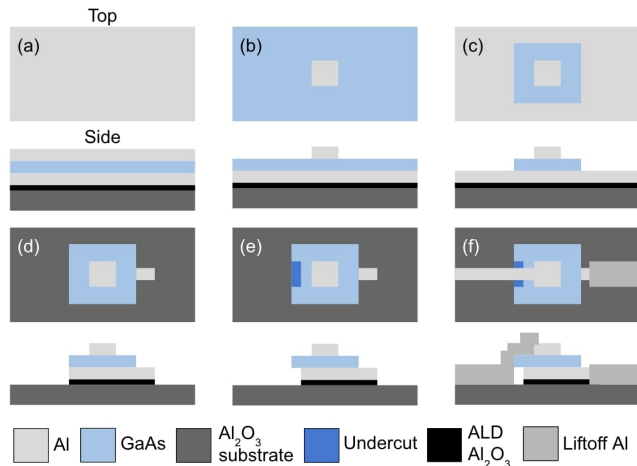 Top
(a)
(b)
(c)
Side
(d)
(e)
(f)
Al
GaAs
Al₂O₃
substrate
Undercut
ALD
Al₂O₃
Liftoff Al